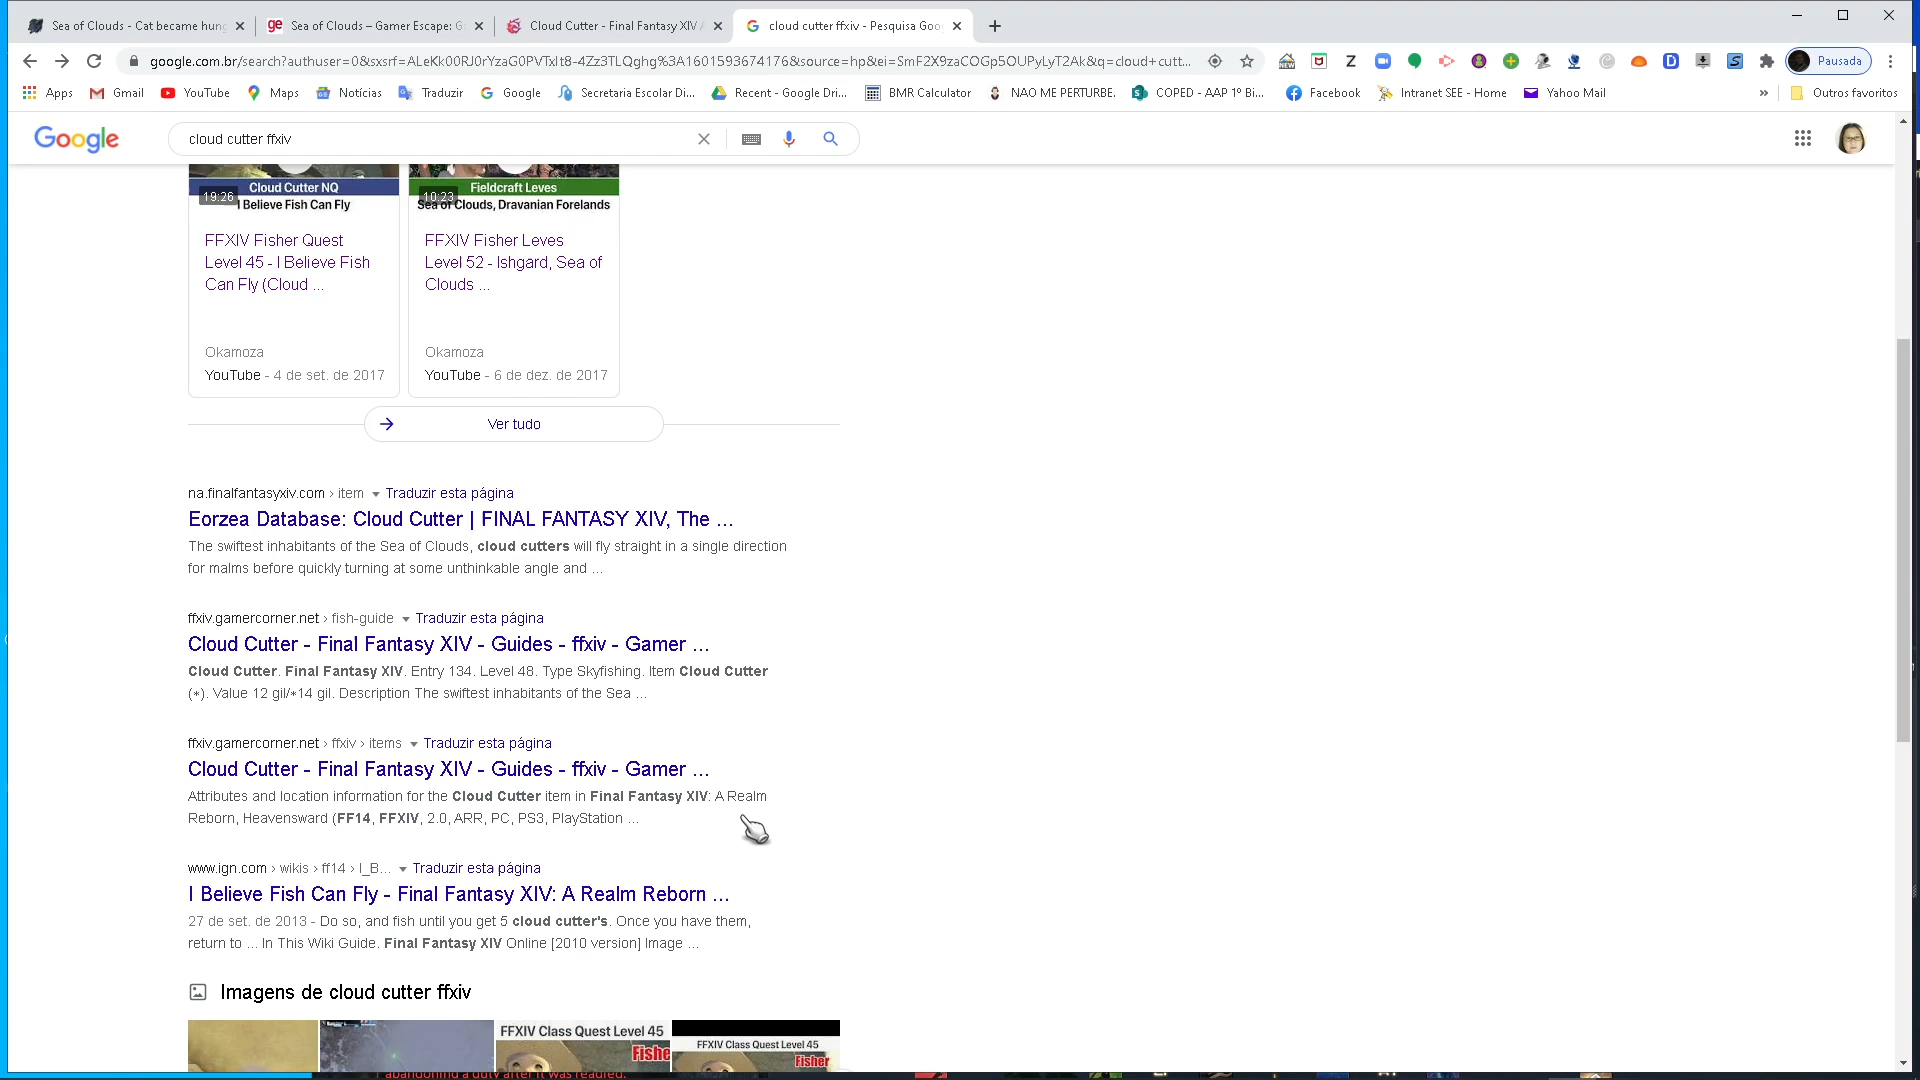 Sea of Clouds - Cat became hung
Sea of Clouds – Gamer Escape: G
Cloud Cutter - Final Fantasy XIV A
cloud cutter ffxiv - Pesquisa Goo
google.com.br/search?authuser=0&sxsrf=ALeKk00RJ0rYzaG0PVTxIt8-4Zz3TLQghg%3A1601593674176&source=hp&ei=SmF2X9zaCOGp5OUPyLyT2Ak&q=cloud+cutt...
Pausada
Apps Gmail YouTube Maps Notícias Traduzir Google Secretaria Escolar Di... Recent - Google Dri... BMR Calculator NAO ME PERTURBE. COPED - AAP 1º Bi... Facebook Intranet SEE - Home Yahoo Mail » Outros favoritos
Google
cloud cutter ffxiv
Cloud Cutter NQ
19:26
I Believe Fish Can Fly
FFXIV Fisher Quest
Level 45 - I Believe Fish
Can Fly (Cloud ...
Okamoza
YouTube - 4 de set. de 2017
Fieldcraft Leves
10:23
Sea of Clouds, Dravanian Forelands
FFXIV Fisher Leves
Level 52 - Ishgard, Sea of
Clouds ...
Okamoza
YouTube - 6 de dez. de 2017
Ver tudo
na.finalfantasyxiv.com › item Traduzir esta página
Eorzea Database: Cloud Cutter | FINAL FANTASY XIV, The ...
The swiftest inhabitants of the Sea of Clouds, cloud cutters will fly straight in a single direction
for malms before quickly turning at some unthinkable angle and ...
ffxiv.gamercorner.net › fish-guide Traduzir esta página
Cloud Cutter - Final Fantasy XIV - Guides - ffxiv - Gamer ...
Cloud Cutter. Final Fantasy XIV. Entry 134. Level 48. Type Skyfishing. Item Cloud Cutter
(*). Value 12 gil/*14 gil. Description The swiftest inhabitants of the Sea ...
ffxiv.gamercorner.net › ffxiv › items Traduzir esta página
Cloud Cutter - Final Fantasy XIV - Guides - ffxiv - Gamer ...
Attributes and location information for the Cloud Cutter item in Final Fantasy XIV: A Realm
Reborn, Heavensward (FF14, FFXIV, 2.0, ARR, PC, PS3, PlayStation ...
www.ign.com › wikis › ff14 › I_B... Traduzir esta página
I Believe Fish Can Fly - Final Fantasy XIV: A Realm Reborn ...
27 de set. de 2013 - Do so, and fish until you get 5 cloud cutter's. Once you have them,
return to ... In This Wiki Guide. Final Fantasy XIV Online [2010 version] Image ...
Imagens de cloud cutter ffxiv
FFXIV Class Quest Level 45
Fishe
FFXIV Class Quest Level 45
Fisher
abandoning a duty after it was readied.